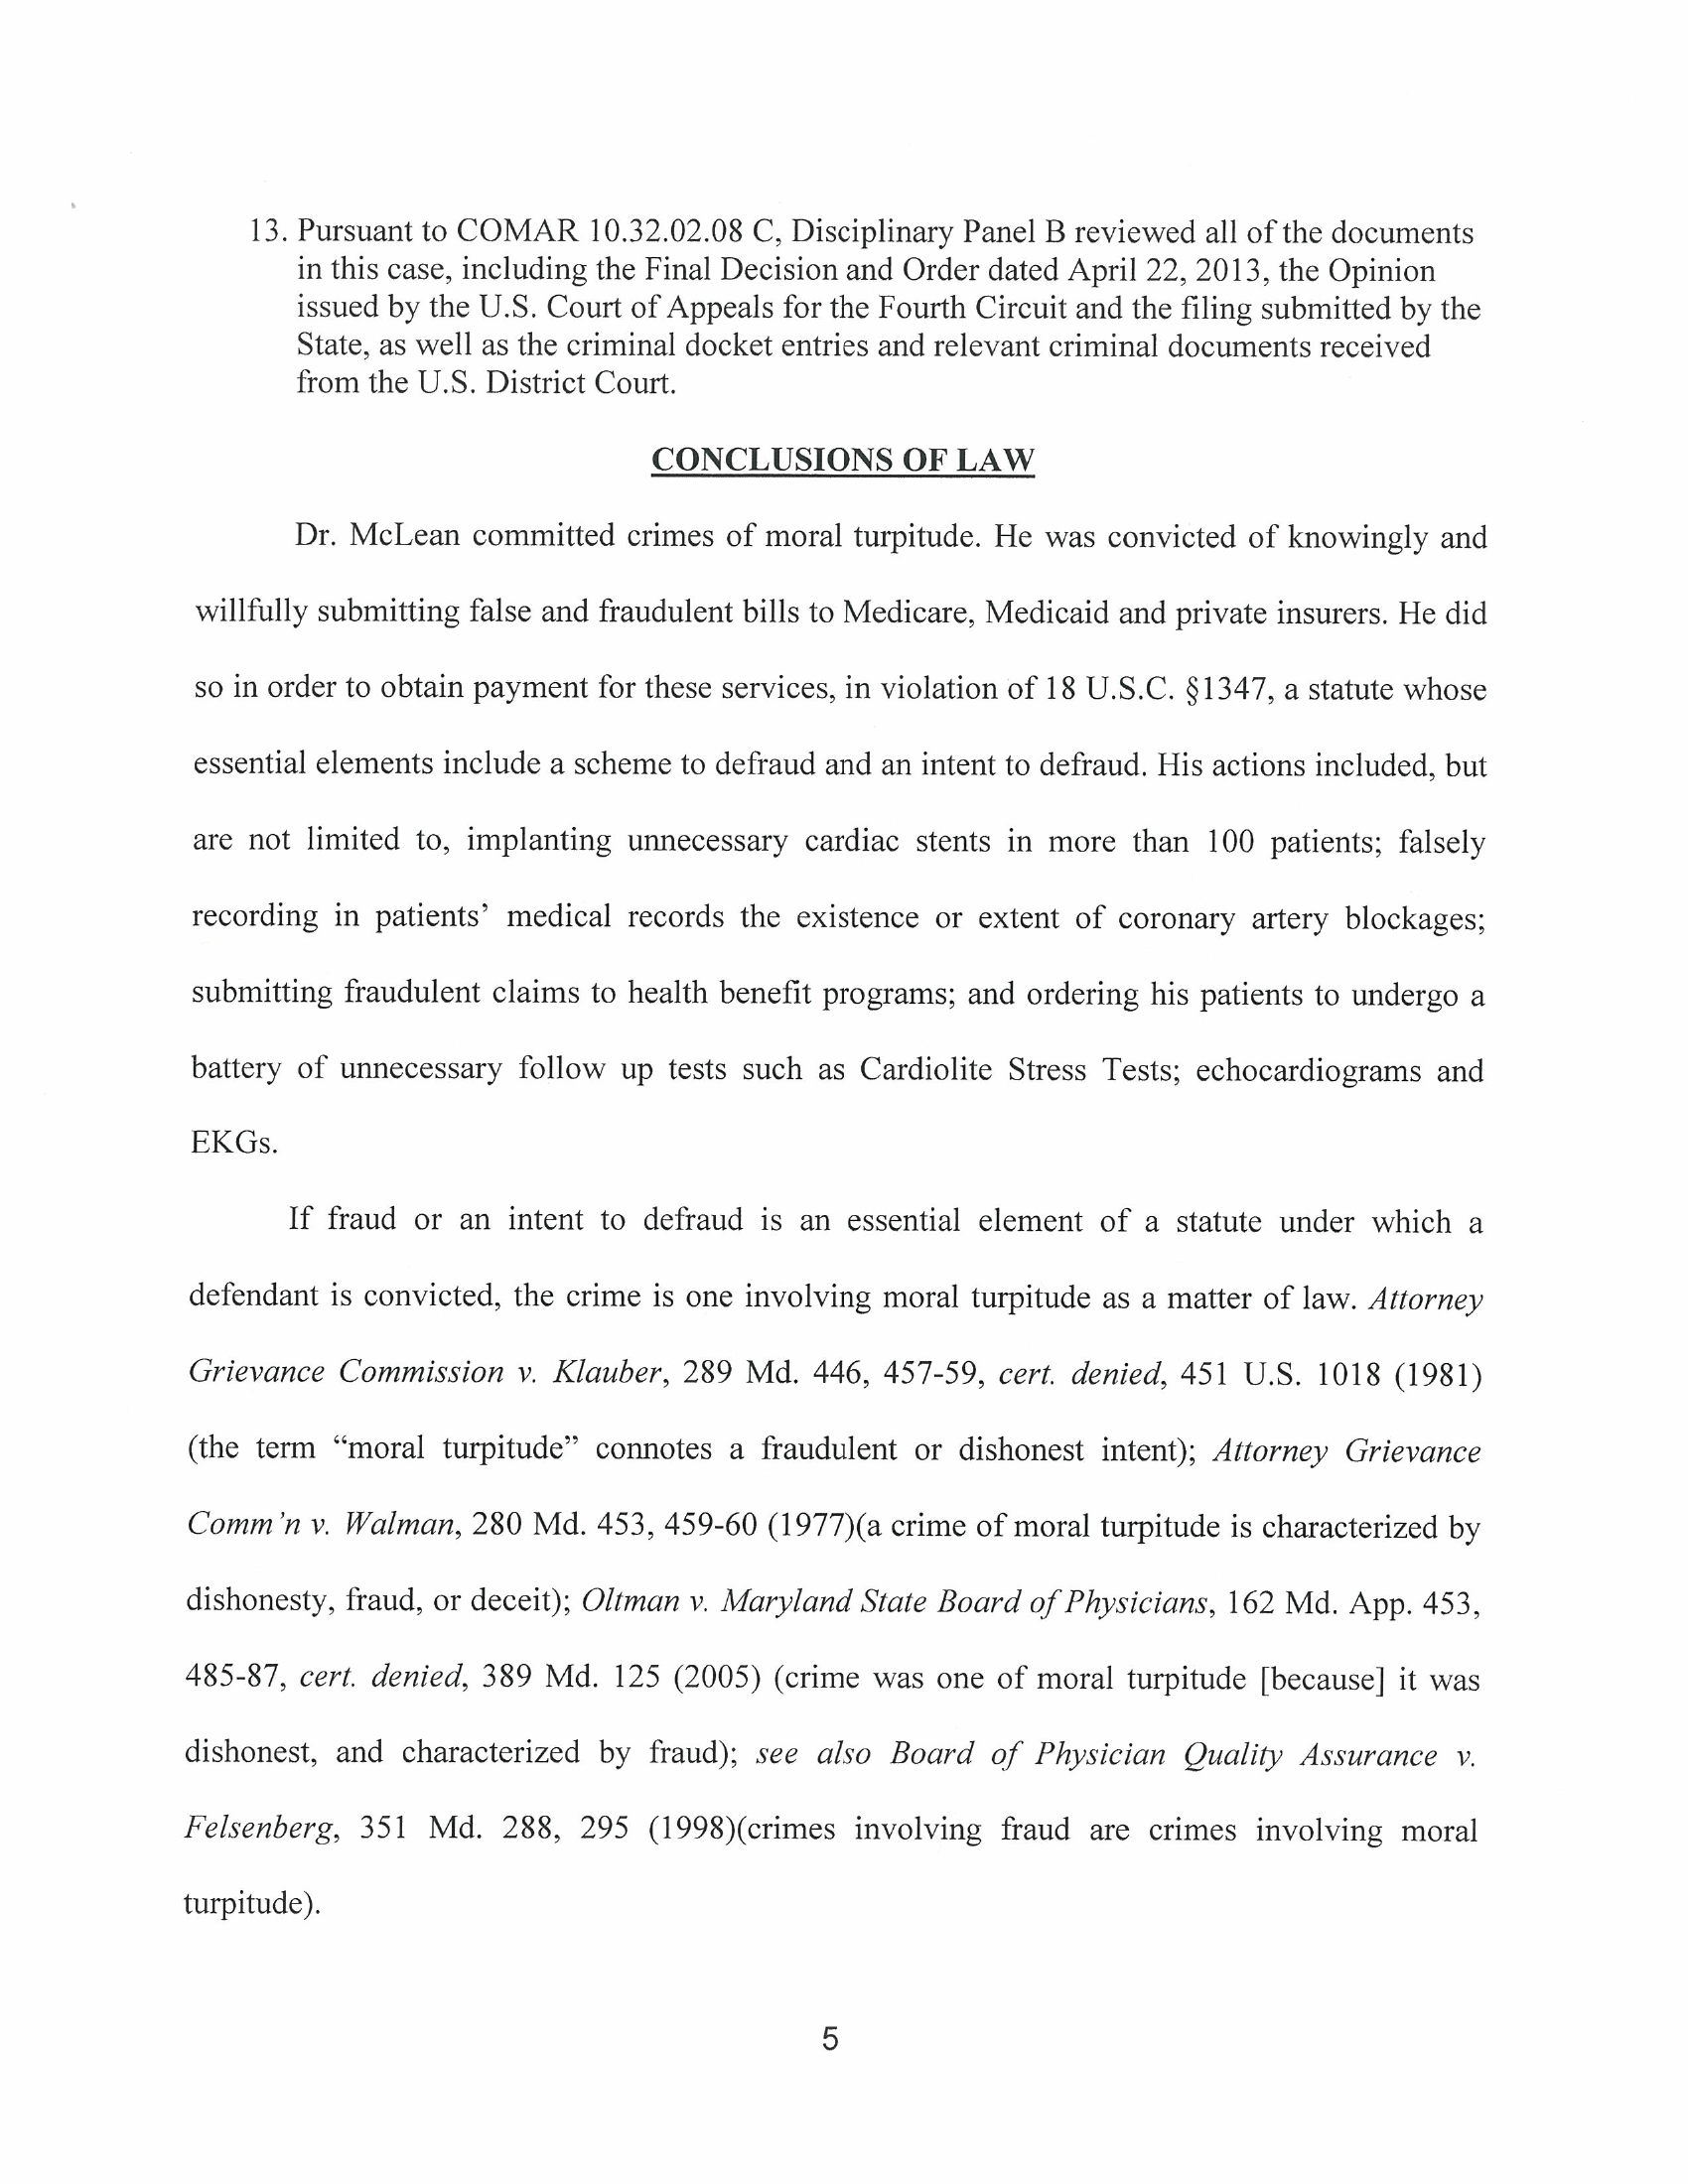 13. Pursuant to COMAR 10.32.02.08 C, Disciplinary Panel B reviewed all of the documents
in this case, including the Final Decision and Order dated April 22, 2013, the Opinion
issued by the U.S. Court of Appeals for the Fourth Circuit and the filing submitted by the
State, as well as the criminal docket entries and relevant criminal documents received
from the U.S. District Court.
CONCLUSIONS OF LAW
Dr. McLean committed crimes of moral turpitude. He was convicted of knowingly and
willfully submitting false and fraudulent bills to Medicare, Medicaid and private insurers. He did
so in order to obtain payment for these services, in violation of 18 U.S.C. §1347, a statute whose
essential elements include a scheme to defraud and an intent to defraud. His actions included, but
are not limited to, implanting unnecessary cardiac stents in more than 100 patients; falsely
recording in patients’ medical records the existence or extent of coronary artery blockages;
submitting fraudulent claims to health benefit programs; and ordering his patients to undergo a
battery of unnecessary follow up tests such as Cardiolite Stress Tests; echocardiograms and
EKGs.
If fraud or an intent to defraud is an essential element of a statute under which a
defendant is convicted, the crime is one involving moral turpitude as a matter of law. Attorney
Grievance Commission v. Klauber, 289 Md. 446, 457-59, cert. denied, 451 U.S. 1018 (1981)
(the term “moral turpitude” connotes a fraudulent or dishonest intent); Attorney Grievance
Comm’n v. Walman, 280 Md. 453, 459-60 (1977)(a crime of moral turpitude is characterized by
dishonesty, fraud, or deceit); Oltman v. Maryland State Board of Physicians, 162 Md. App. 453,
485-87, cert. denied, 389 Md. 125 (2005) (crime was one of moral turpitude [because] it was
dishonest, and characterized by fraud); see also Board of Physician Quality Assurance v.
Felsenberg, 351 Md. 288, 295 (1998)(crimes involving fraud are crimes involving moral
turpitude).
5